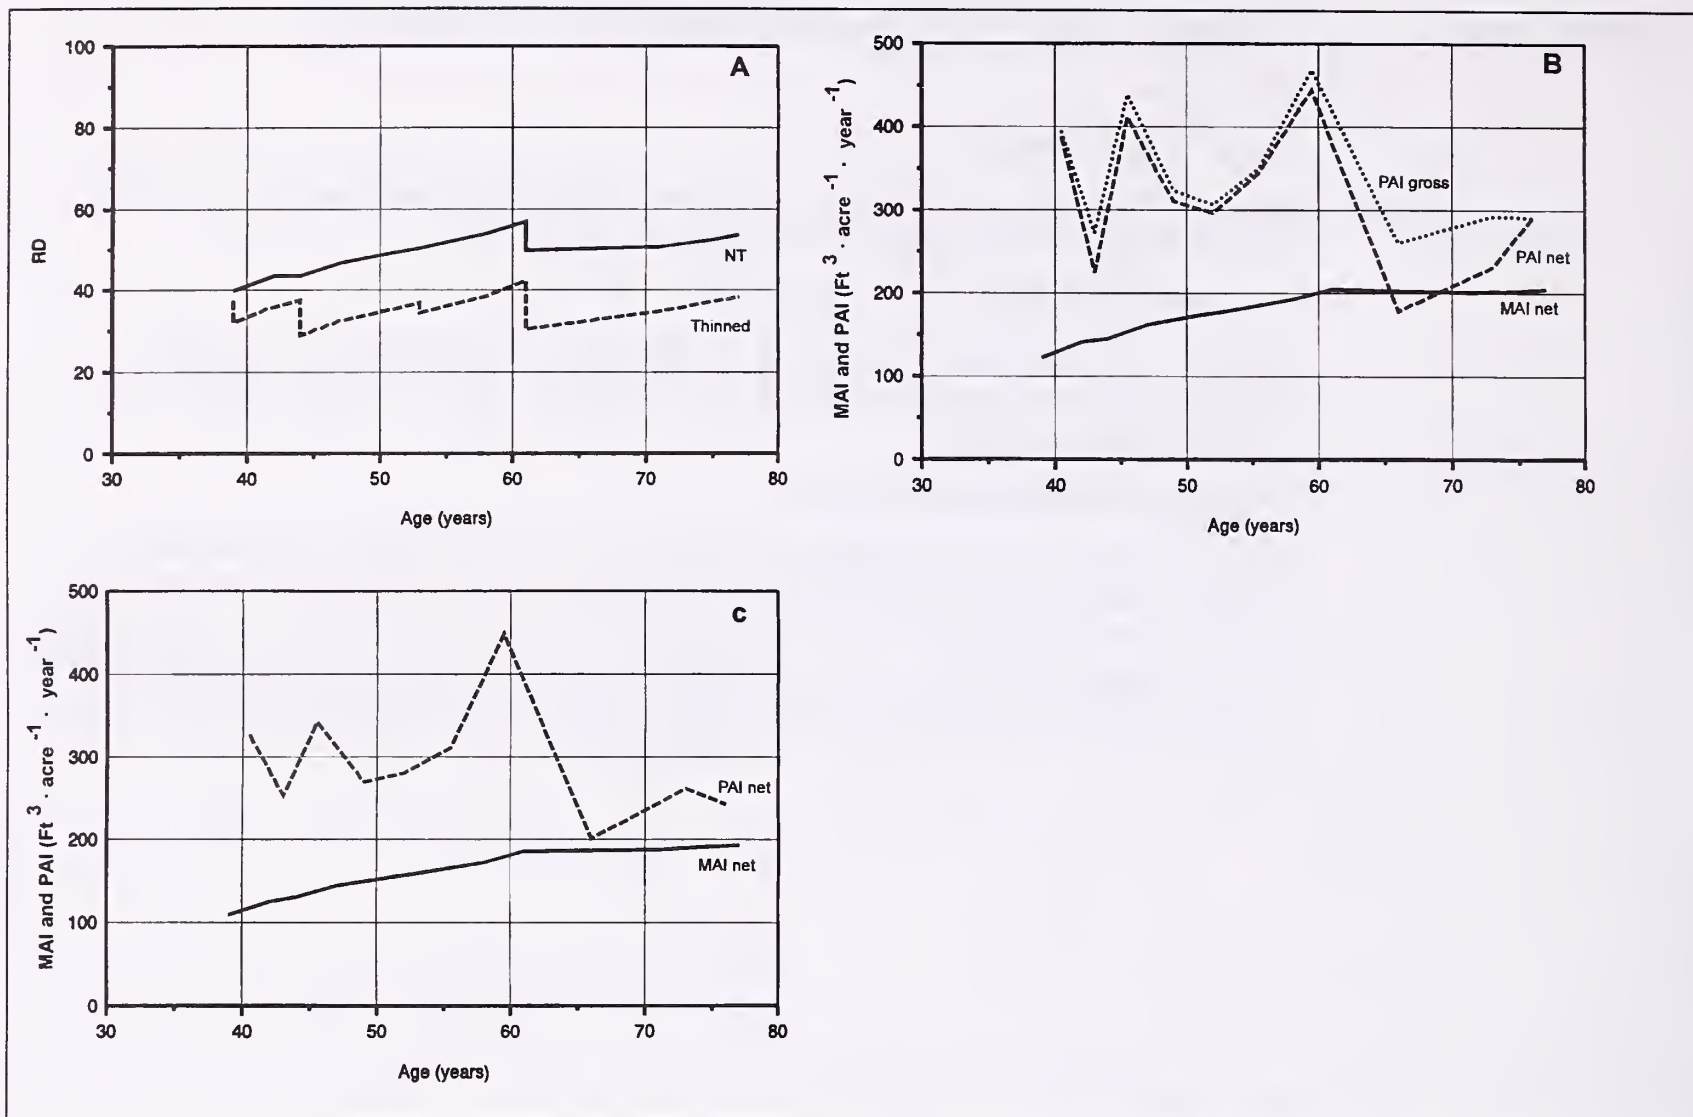 A
100
80
60
40
20
0
RD
NT
Thinned
30 40 50 60 70 80
Age (years)
B
500
400
300
200
100
0
MAI and PAI (Ft 3 · acre -1 · year -1)
PAI gross
PAI net
MAI net
30 40 50 60 70 80
Age (years)
C
500
400
300
200
100
0
MAI and PAI (Ft 3 · acre -1 · year -1)
PAI net
MAI net
30 40 50 60 70 80
Age (years)